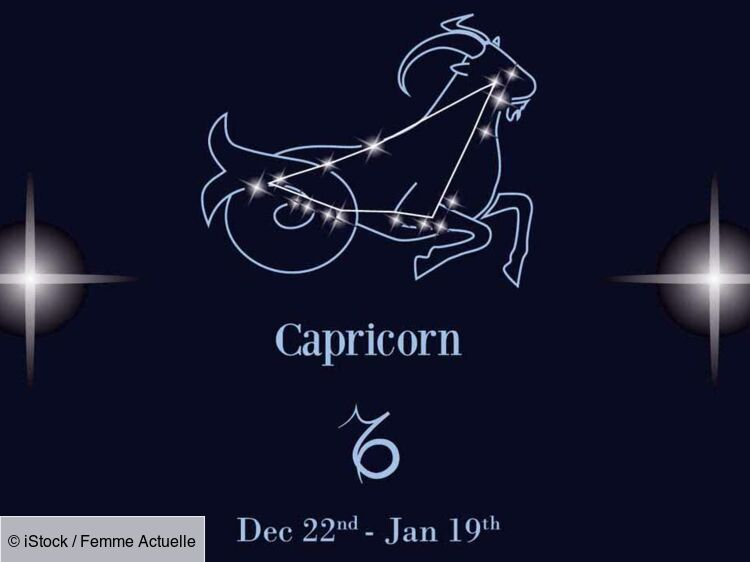 Capricorn
Dec 22nd - Jan 19th
© iStock / Femme Actuelle